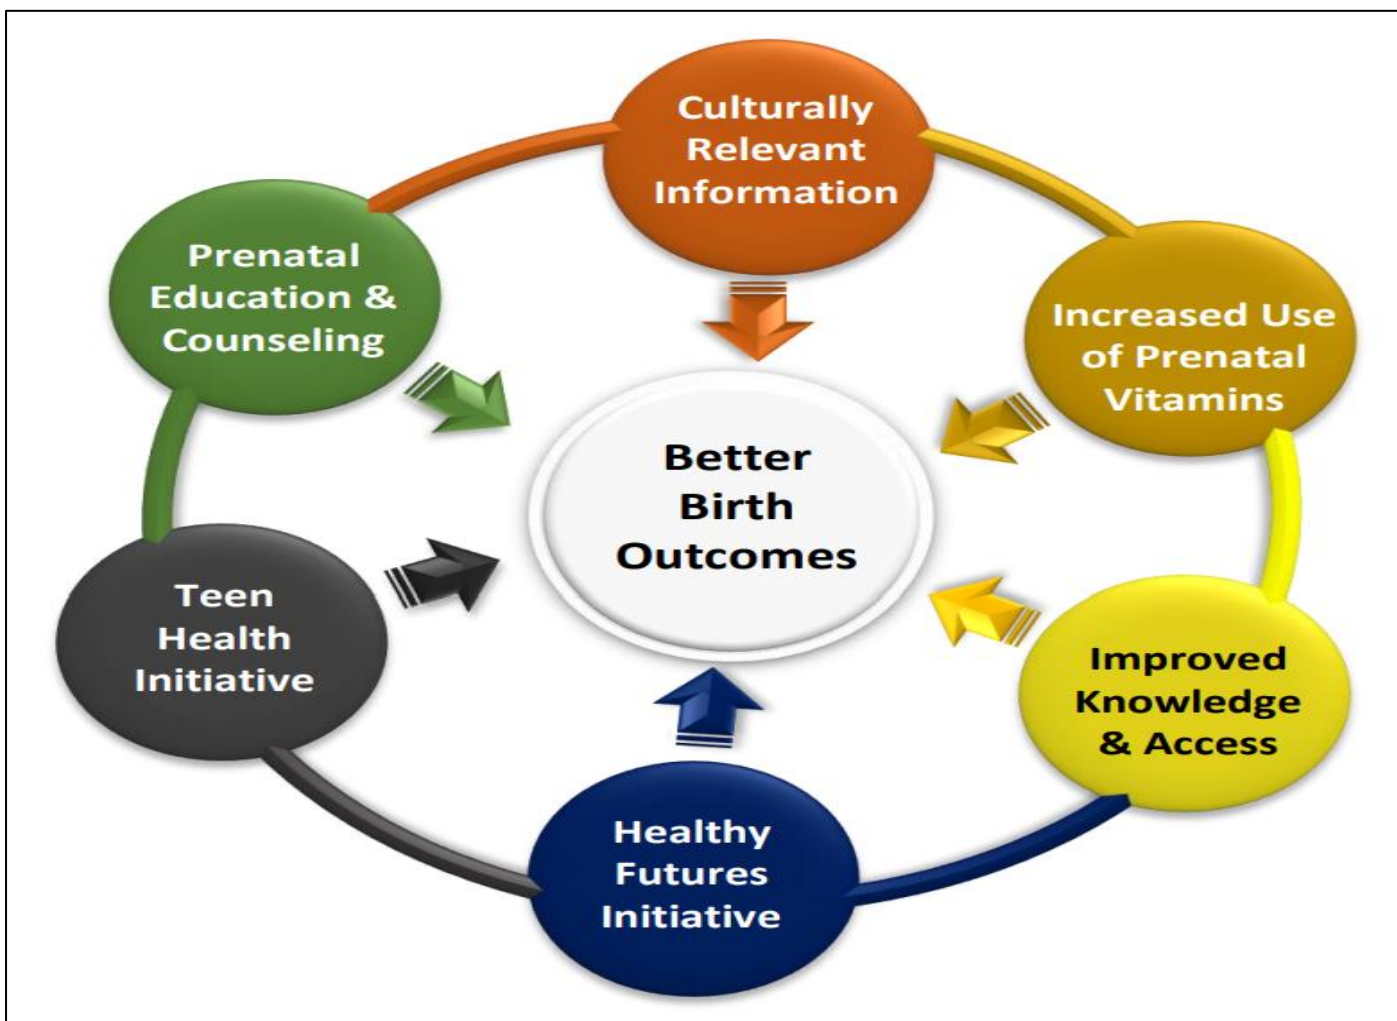 Culturally
Relevant
Information
Prenatal
Education &
Counseling
Increased Use
of Prenatal
Vitamins
Better
Birth
Outcomes
Teen
Health
Initiative
Improved
Knowledge
& Access
Healthy
Futures
Initiative